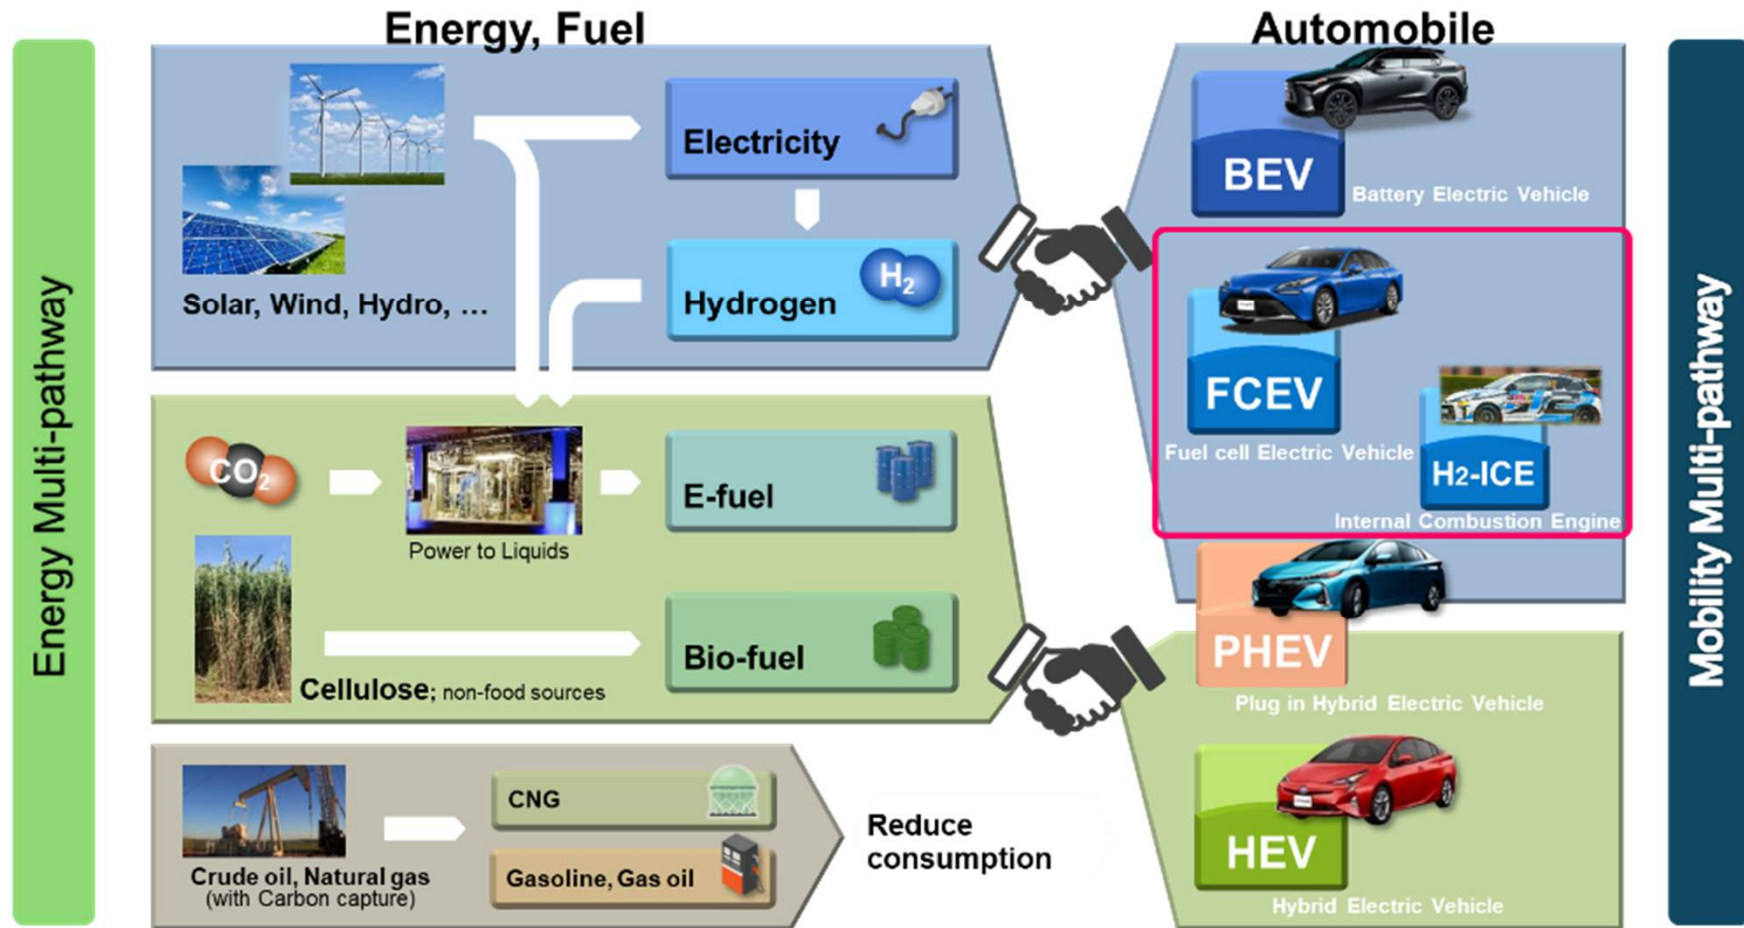 Energy, Fuel
Automobile
Energy Multi-pathway
Electricity
Hydrogen
H2
Solar, Wind, Hydro, …
CO2
Power to Liquids
E-fuel
Cellulose; non-food sources
Bio-fuel
Crude oil, Natural gas
(with Carbon capture)
CNG
Gasoline, Gas oil
Reduce
consumption
BEV
Battery Electric Vehicle
FCEV
Fuel cell Electric Vehicle
H2-ICE
Internal Combustion Engine
PHEV
Plug in Hybrid Electric Vehicle
HEV
Hybrid Electric Vehicle
Mobility Multi-pathway